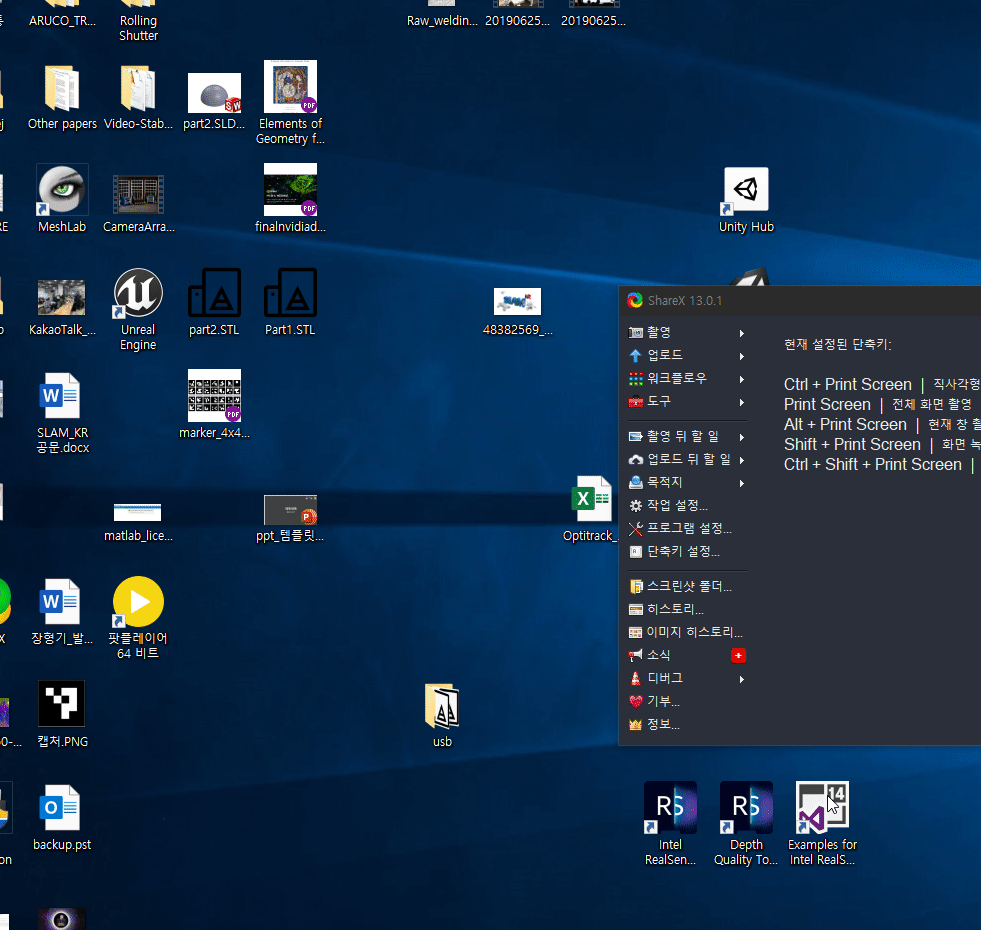 ARUCO_TR...
Rolling
Shutter
Raw_weldin...
20190625...
20190625...
Other papers
Video-Stab...
part2.SLD...
Elements of
Geometry f...
MeshLab
CameraArra...
finalnvidiad...
Unity Hub
KakaoTalk_...
Unreal
Engine
part2.STL
Part1.STL
48382569_...
SLAM_KR
공문.docx
marker_4x4...
matlab_lice...
ppt_템플릿...
Optitrack_
장형기_발...
팟플레이어
64 비트
캡처.PNG
usb
backup.pst
Intel
RealSen...
Depth
Quality To...
Examples for
Intel RealS...
ShareX 13.0.1
촬영
업로드
워크플로우
도구
촬영 뒤 할 일
업로드 뒤 할 일
목적지
작업 설정...
프로그램 설정...
단축키 설정...
스크린샷 폴더...
히스토리...
이미지 히스토리...
소식
디버그
기부...
정보...
현재 설정된 단축키:
Ctrl + Print Screen | 직사각형
Print Screen | 전체 화면 촬영
Alt + Print Screen | 현재 창
Shift + Print Screen | 화면
Ctrl + Shift + Print Screen |